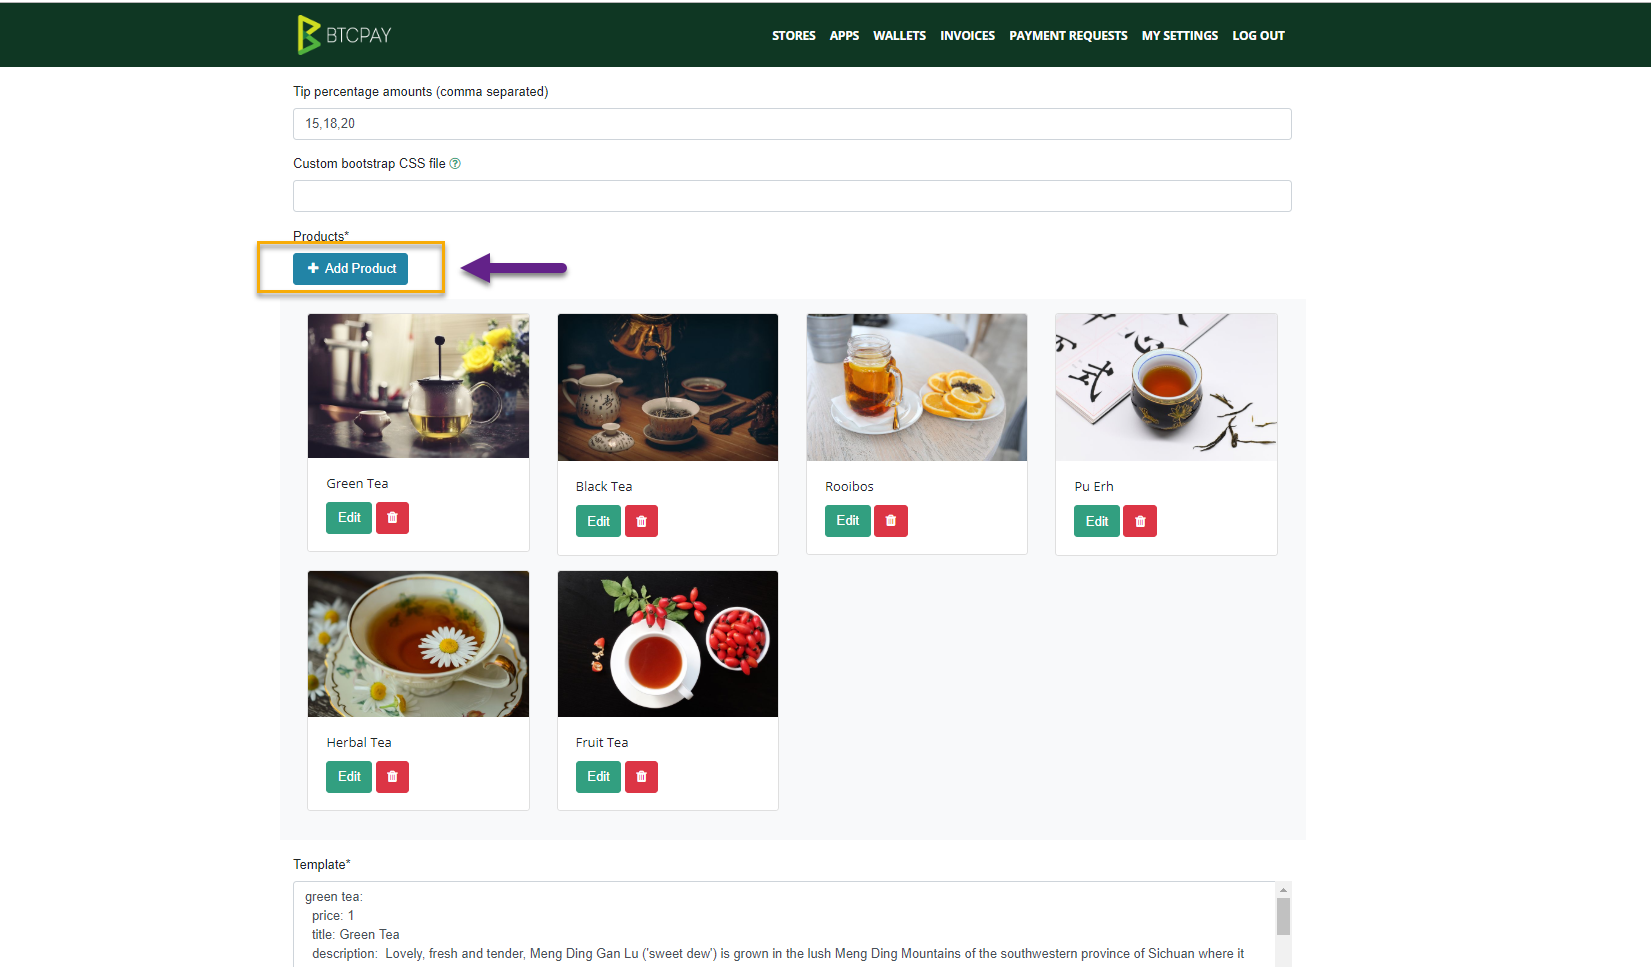 BTCPAY
STORES APPS WALLETS INVOICES PAYMENT REQUESTS MY SETTINGS LOG OUT
Tip percentage amounts (comma separated)
15,18,20
Custom bootstrap CSS file ?
Products*
+ Add Product
Green Tea
Edit
Black Tea
Edit
Rooibos
Edit
Pu Erh
Edit
Herbal Tea
Edit
Fruit Tea
Edit
Template*
green tea:
price: 1
title: Green Tea
description:  Lovely, fresh and tender, Meng Ding Gan Lu ('sweet dew') is grown in the lush Meng Ding Mountains of the southwestern province of Sichuan where it